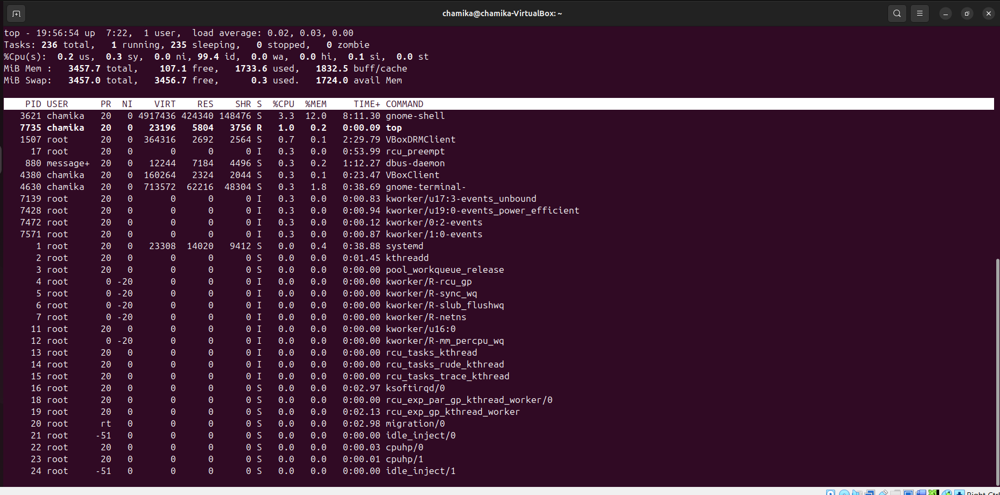 chamika@chamika-VirtualBox: ~
top - 19:56:54 up  7:22,  1 user,  load average: 0.02, 0.03, 0.00
Tasks: 236 total,   1 running, 235 sleeping,   0 stopped,   0 zombie
%Cpu(s):  0.2 us,  0.3 sy,  0.0 ni, 99.4 id,  0.0 wa,  0.0 hi,  0.1 si,  0.0 st
MiB Mem :   3457.7 total,    107.1 free,   1733.6 used,   1832.5 buff/cache
MiB Swap:   3457.0 total,   3456.7 free,      0.3 used.   1724.0 avail Mem
    PID USER      PR  NI    VIRT    RES    SHR S  %CPU  %MEM     TIME+ COMMAND
   3621 chamika   20   0 4917436 424340 148476 S   3.3  12.0   8:11.30 gnome-shell
   7735 chamika   20   0   23196   5804   3756 R   1.0   0.2   0:00.09 top
   1507 root      20   0  364316   2692   2564 S   0.7   0.1   2:29.79 VBoxDRMClient
     17 root      20   0       0      0      0 I   0.3   0.0   0:53.99 rcu_preempt
    880 message+  20   0   12244   7184   4496 S   0.3   0.2   1:12.27 dbus-daemon
   4380 chamika   20   0  160264   2324   2044 S   0.3   0.1   0:23.47 VBoxClient
   4630 chamika   20   0  713572  62216  48304 S   0.3   1.8   0:38.69 gnome-terminal-
   7139 root      20   0       0      0      0 I   0.3   0.0   0:00.83 kworker/u17:3-events_unbound
   7428 root      20   0       0      0      0 I   0.3   0.0   0:00.94 kworker/u19:0-events_power_efficient
   7472 root      20   0       0      0      0 I   0.3   0.0   0:00.12 kworker/0:2-events
   7571 root      20   0       0      0      0 I   0.3   0.0   0:00.87 kworker/1:0-events
      1 root      20   0   23308  14020   9412 S   0.0   0.4   0:38.88 systemd
      2 root      20   0       0      0      0 S   0.0   0.0   0:01.45 kthreadd
      3 root      20   0       0      0      0 S   0.0   0.0   0:00.00 pool_workqueue_release
      4 root       0 -20       0      0      0 I   0.0   0.0   0:00.00 kworker/R-rcu_gp
      5 root       0 -20       0      0      0 I   0.0   0.0   0:00.00 kworker/R-sync_wq
      6 root       0 -20       0      0      0 I   0.0   0.0   0:00.00 kworker/R-slub_flushwq
      7 root       0 -20       0      0      0 I   0.0   0.0   0:00.00 kworker/R-netns
     11 root      20   0       0      0      0 I   0.0   0.0   0:00.00 kworker/u16:0
     12 root       0 -20       0      0      0 I   0.0   0.0   0:00.00 kworker/R-mm_percpu_wq
     13 root      20   0       0      0      0 I   0.0   0.0   0:00.00 rcu_tasks_kthread
     14 root      20   0       0      0      0 I   0.0   0.0   0:00.00 rcu_tasks_rude_kthread
     15 root      20   0       0      0      0 I   0.0   0.0   0:00.00 rcu_tasks_trace_kthread
     16 root      20   0       0      0      0 S   0.0   0.0   0:02.97 ksoftirqd/0
     18 root      20   0       0      0      0 S   0.0   0.0   0:00.00 rcu_exp_par_gp_kthread_worker/0
     19 root      20   0       0      0      0 S   0.0   0.0   0:02.13 rcu_exp_gp_kthread_worker
     20 root      rt   0       0      0      0 S   0.0   0.0   0:02.98 migration/0
     21 root     -51   0       0      0      0 S   0.0   0.0   0:00.00 idle_inject/0
     22 root      20   0       0      0      0 S   0.0   0.0   0:00.03 cpuhp/0
     23 root      20   0       0      0      0 S   0.0   0.0   0:00.01 cpuhp/1
     24 root     -51   0       0      0      0 S   0.0   0.0   0:00.00 idle_inject/1
Right Ctrl